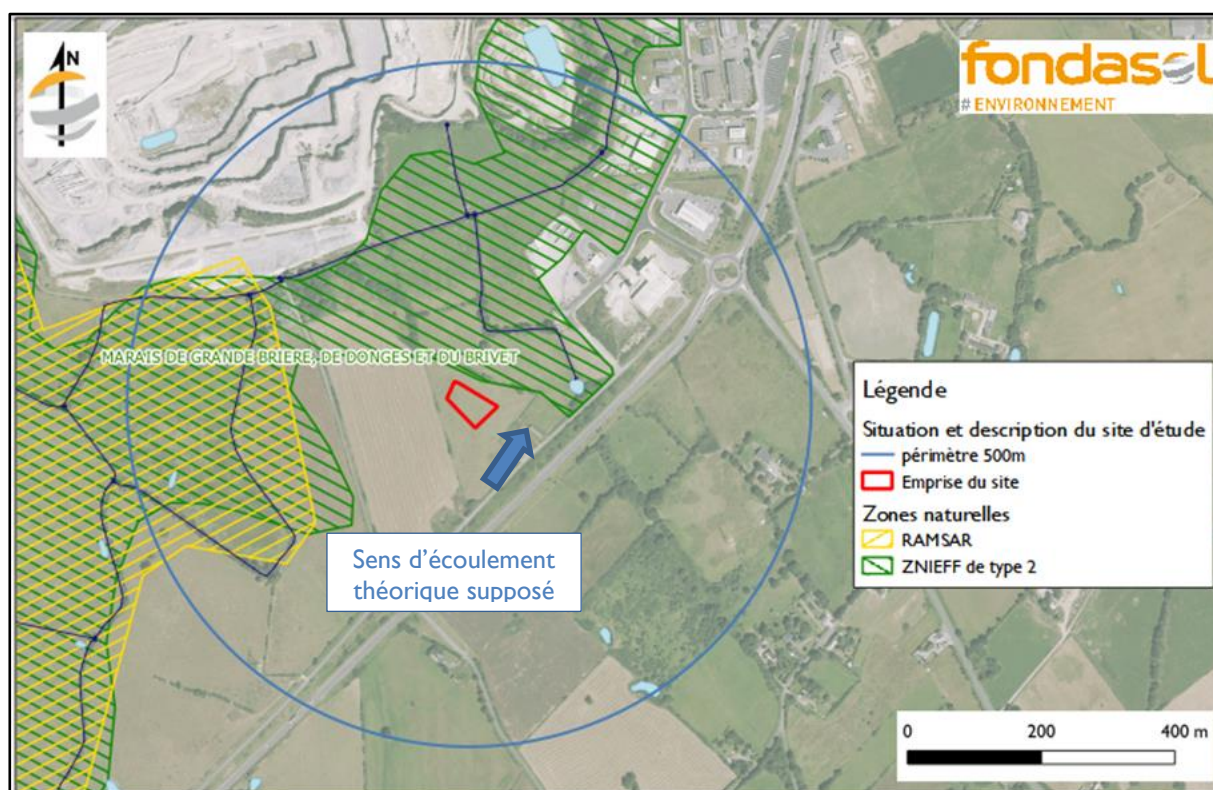 N
fondasol
# ENVIRONNEMENT
MARAIS DE GRANDE BRIERE, DE DONGES ET DU BRIVET
Légende
Situation et description du site d'étude
périmètre 500m
Emprise du site
Zones naturelles
RAMSAR
ZNIEFF de type 2
Sens d'écoulement
théorique supposé
0 200 400 m